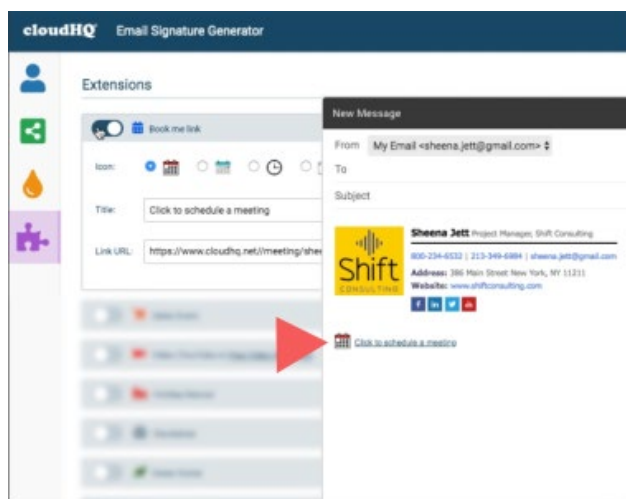 cloudHQ Email Signature Generator
Extensions
Book me link
Icon:
Title: Click to schedule a meeting
Link URL: https://www.cloudhq.net//meeting/shee
New Message
From My Email <sheena.jett@gmail.com>
To
Subject
Shift
CONSULTING
Sheena Jett Project Manager, Shift Consulting
800-234-6532 | 213-349-6984 | sheena.jett@gmail.com
Address: 386 Main Street New York, NY 11211
Website: www.shiftconsulting.com
Click to schedule a meeting